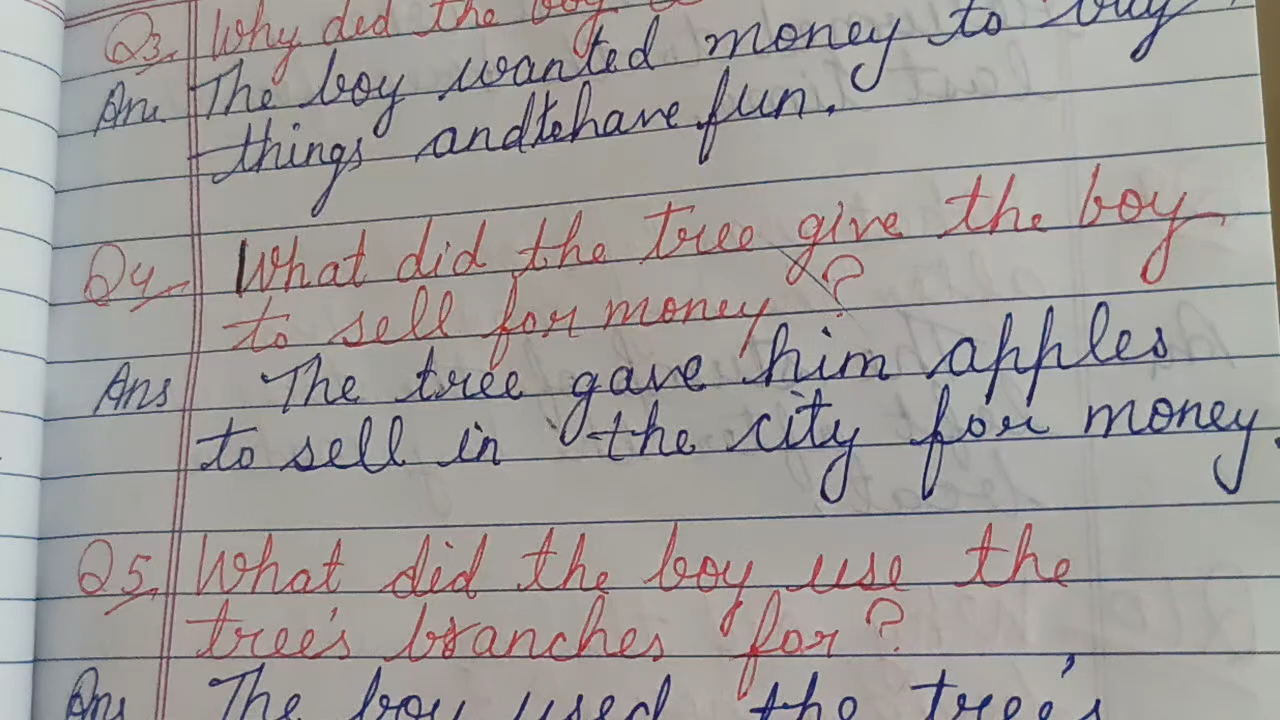 Q3. Why did the boy
Ans. The boy wanted money to buy
things and to have fun.
Q4. What did the tree give the boy
to sell for money?
Ans The tree gave him apples
to sell in the city for money.
Q5. What did the boy use the
tree's branches for?
Ans The boy used the tree's